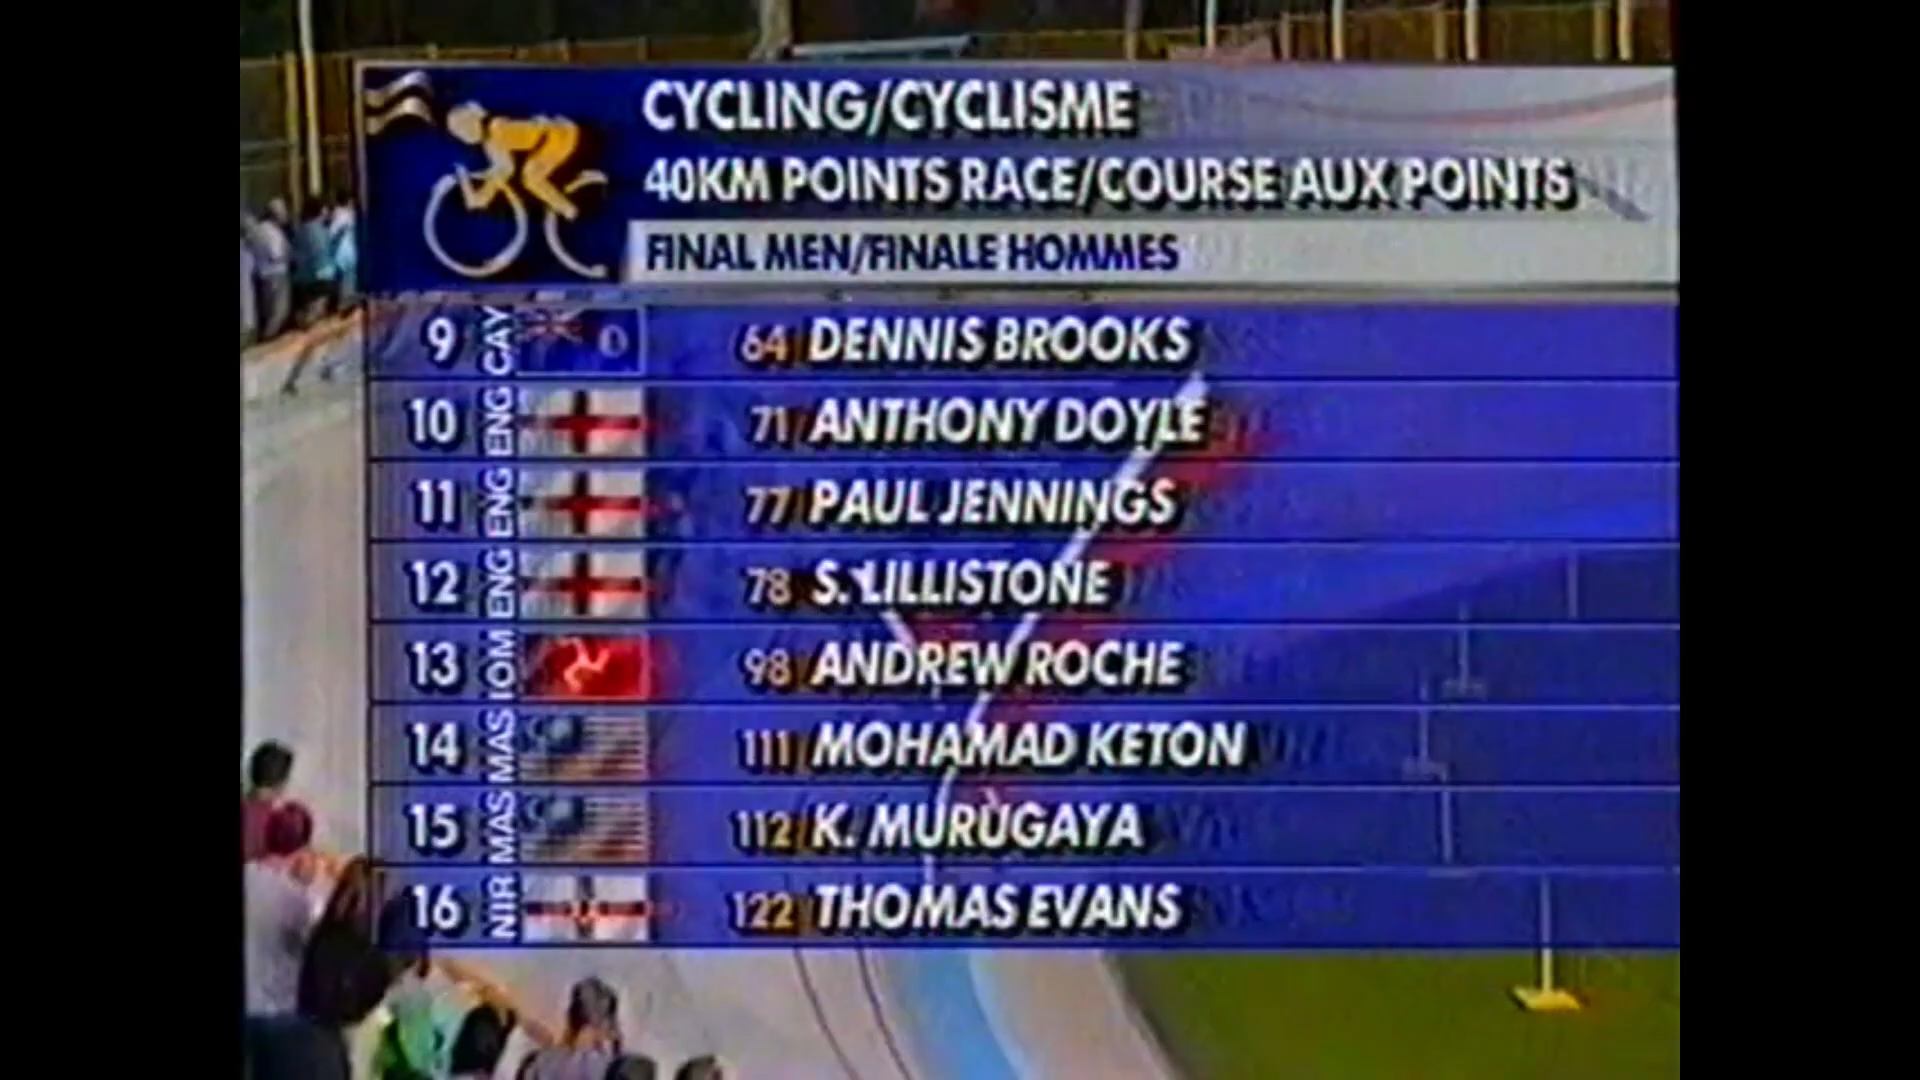 CYCLING/CYCLISME
40KM POINTS RACE/COURSE AUX POINTS
FINAL MEN/FINALE HOMMES
9 CAY 64 DENNIS BROOKS
10 ENG 71 ANTHONY DOYLE
11 ENG 77 PAUL JENNINGS
12 ENG 78 S. LILLISTONE
13 IOM 98 ANDREW ROCHE
14 MAS 111 MOHAMAD KETON
15 MAS 112 K. MURUGAYA
16 NIR 122 THOMAS EVANS